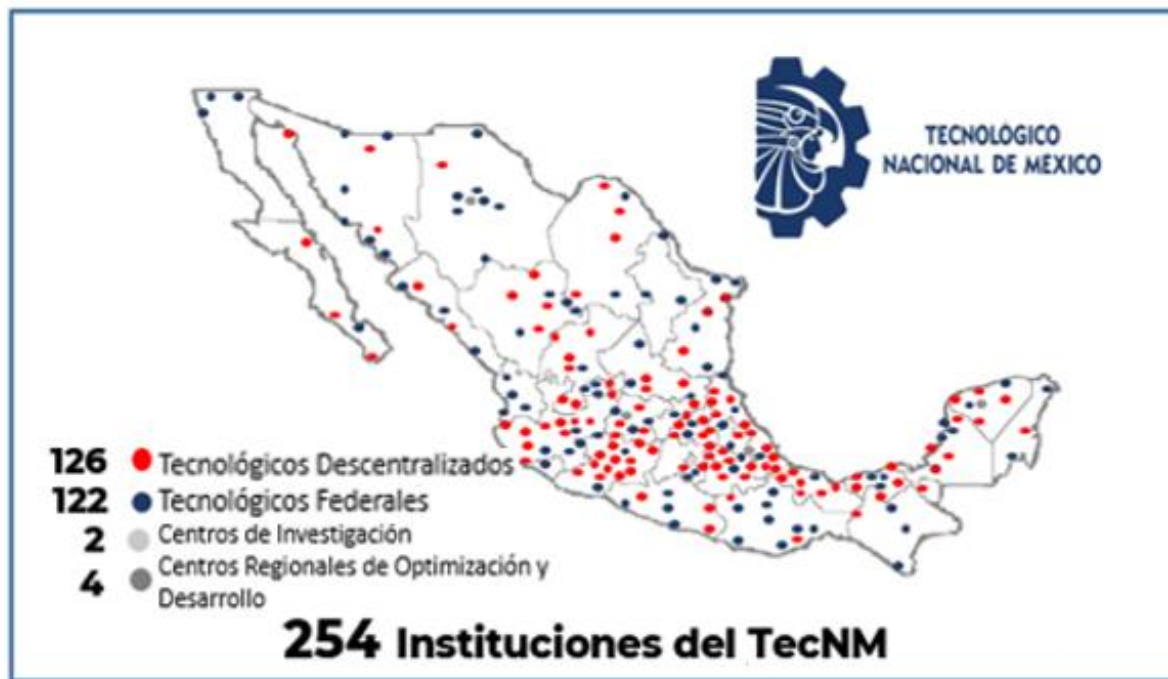 TECNOLÓGICO
NACIONAL DE MÉXICO
126 Tecnológicos Descentralizados
122 Tecnológicos Federales
2 Centros de Investigación
4 Centros Regionales de Optimización y
Desarrollo
254 Instituciones del TecNM